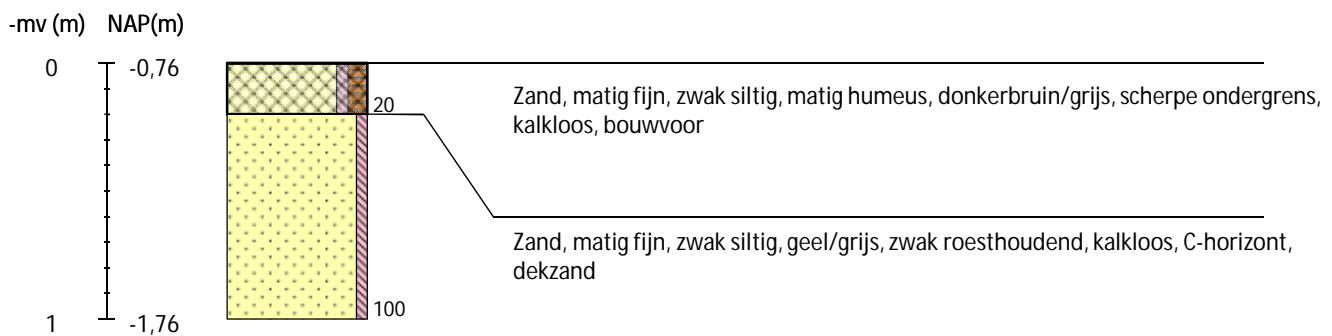 -mv (m) NAP(m)
0 -0,76
20
Zand, matig fijn, zwak siltig, matig humeus, donkerbruin/grijs, scherpe ondergrens,
kalkloos, bouwvoor
Zand, matig fijn, zwak siltig, geel/grijs, zwak roesthoudend, kalkloos, C-horizont,
dekzand
100
1 -1,76